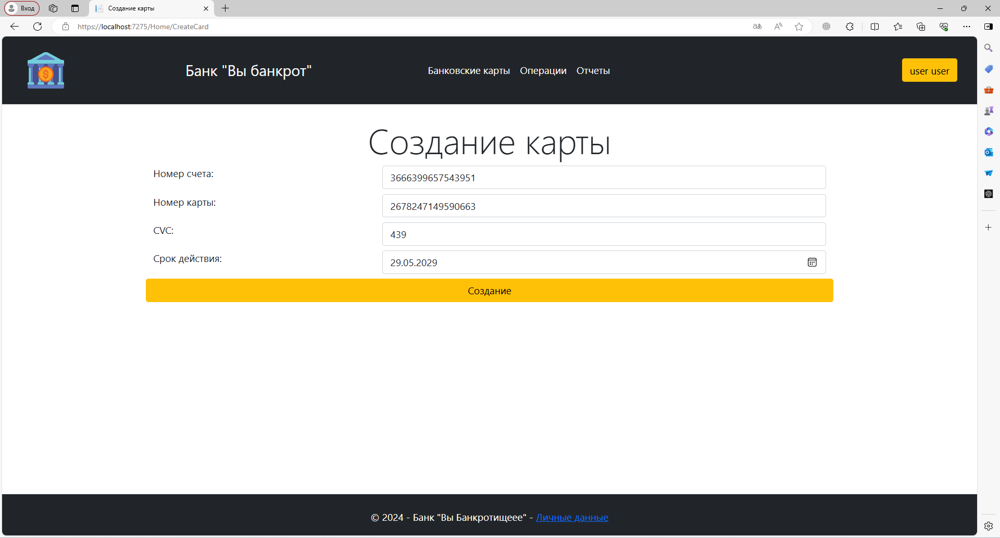 Вход
Создание карты
https://localhost:7275/Home/CreateCard
Банк "Вы банкрот"
Банковские карты Операции Отчеты
user user
Создание карты
Номер счета:
3666399657543951
Номер карты:
2678247149590663
CVC:
439
Срок действия:
29.05.2029
Создание
© 2024 - Банк "Вы Банкротищеее" - Личные данные